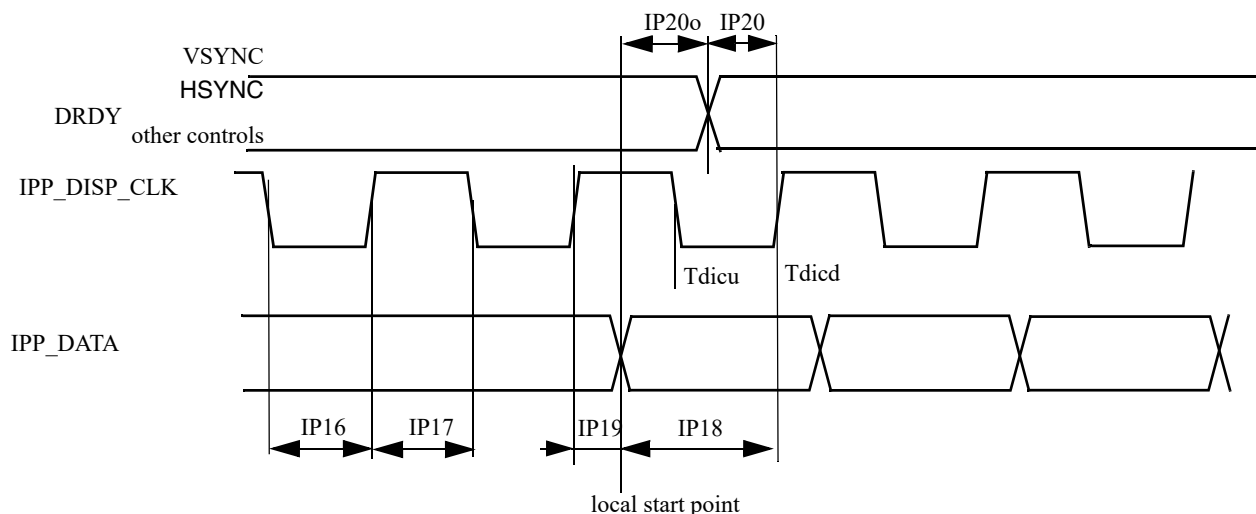 IP20o IP20
VSYNC
HSYNC
DRDY
other controls
IPP_DISP_CLK
Tdicu Tdicd
IPP_DATA
IP16 IP17 IP19 IP18
local start point